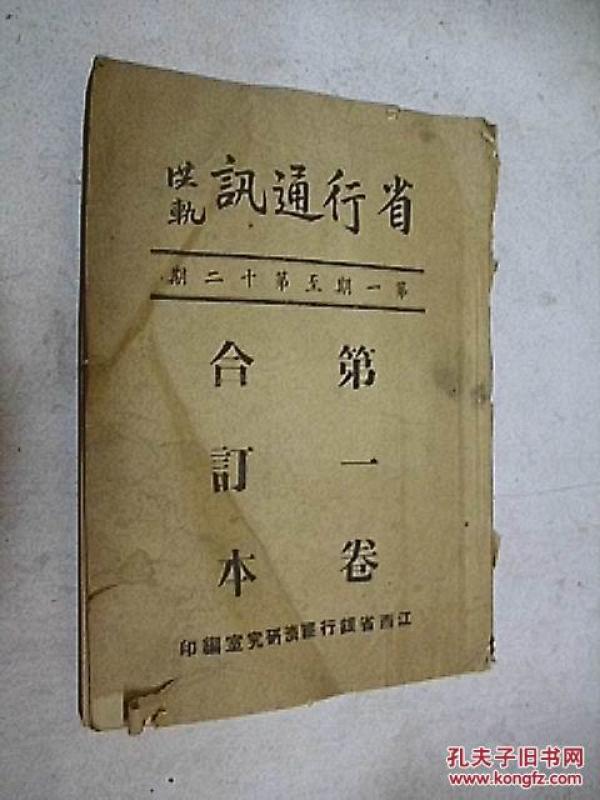 省行通訊
洪軌
第一期至第十二期
第一卷
合訂本
江西省銀行經濟研究室編印
孔夫子旧书网
www.kongfz.com